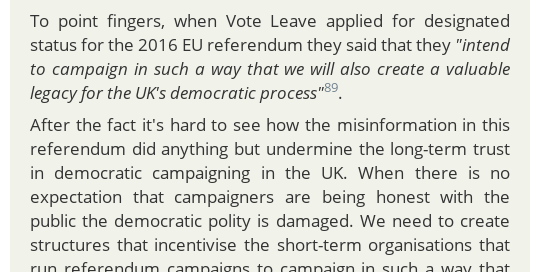 To point fingers, when Vote Leave applied for designated
status for the 2016 EU referendum they said that they "intend
to campaign in such a way that we will also create a valuable
legacy for the UK's democratic process"89.
After the fact it's hard to see how the misinformation in this
referendum did anything but undermine the long-term trust
in democratic campaigning in the UK. When there is no
expectation that campaigners are being honest with the
public the democratic polity is damaged. We need to create
structures that incentivise the short-term organisations that
run referendum campaigns to campaign in such a way that